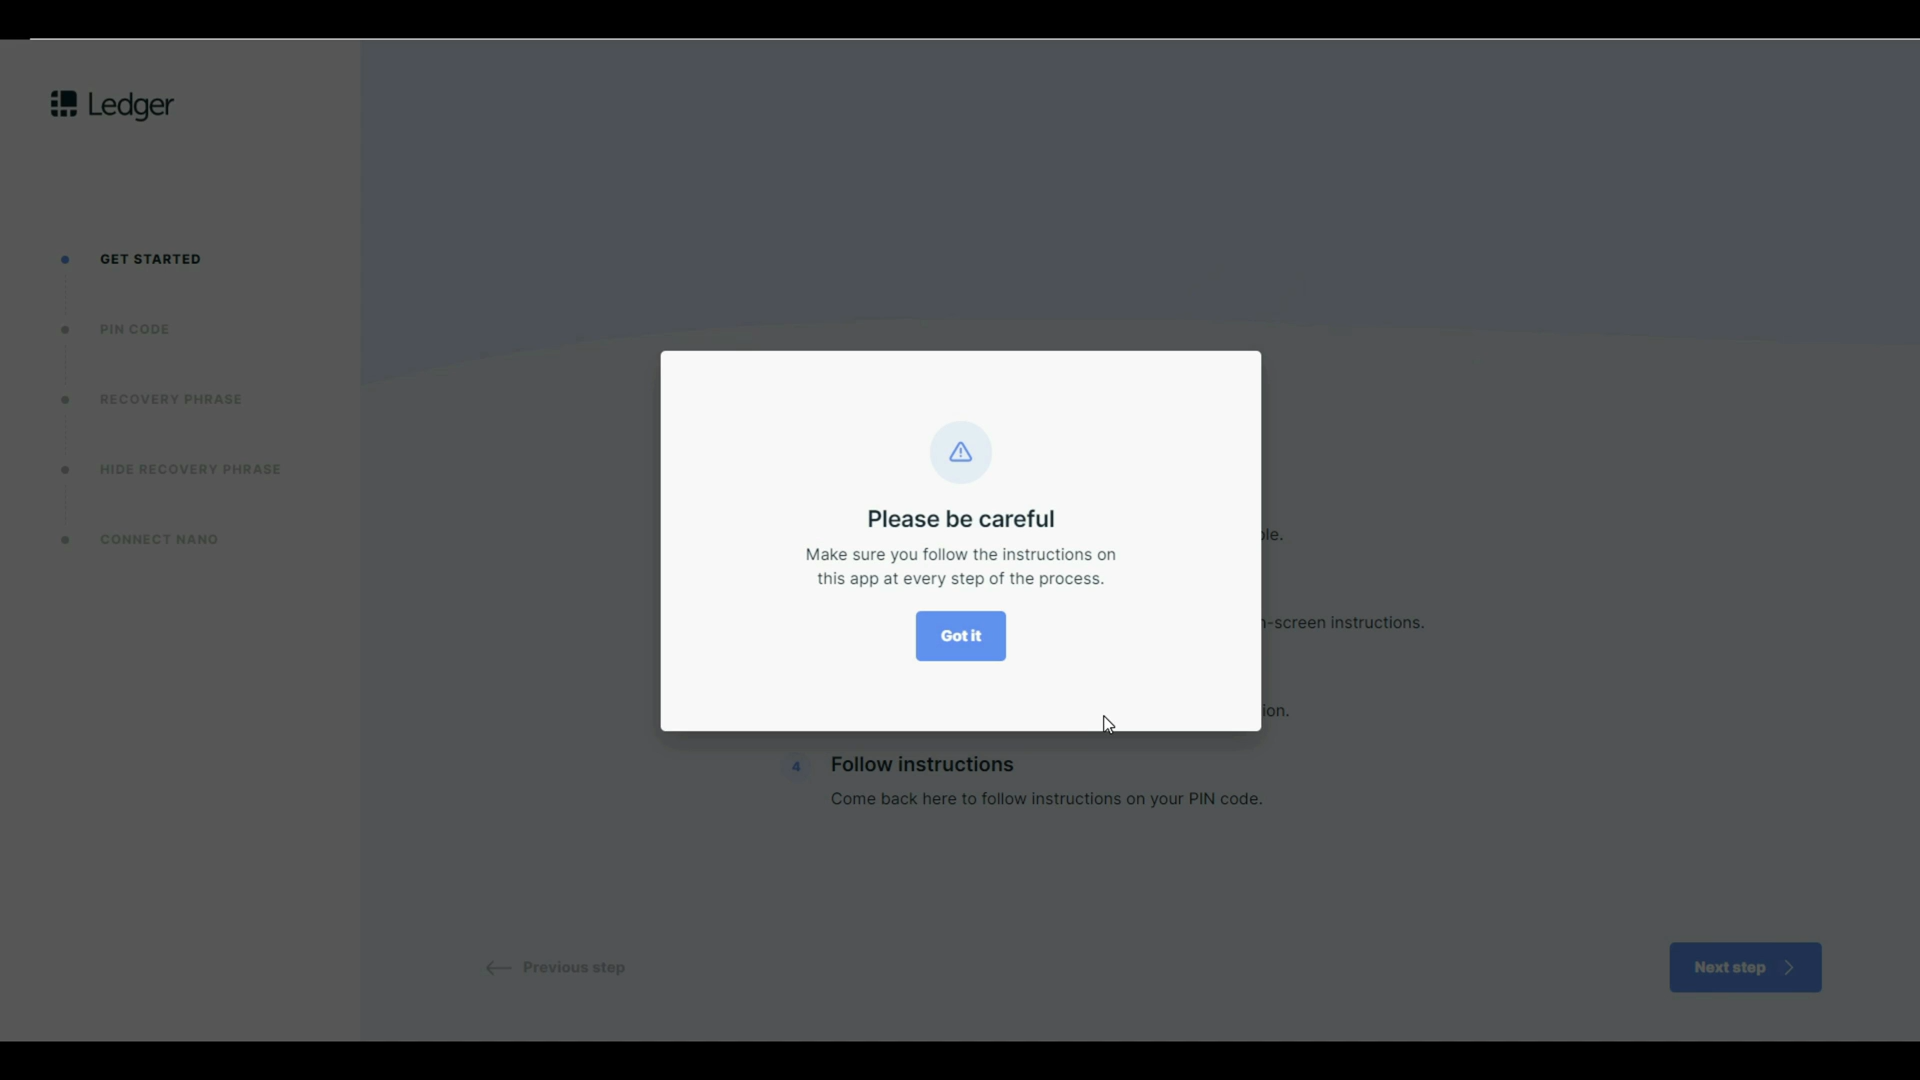 Ledger
GET STARTED
PIN CODE
RECOVERY PHRASE
HIDE RECOVERY PHRASE
CONNECT NANO
Please be careful
Make sure you follow the instructions on
this app at every step of the process.
Got it
-screen instructions.
4
Follow instructions
Come back here to follow instructions on your PIN code.
Previous step
Next step